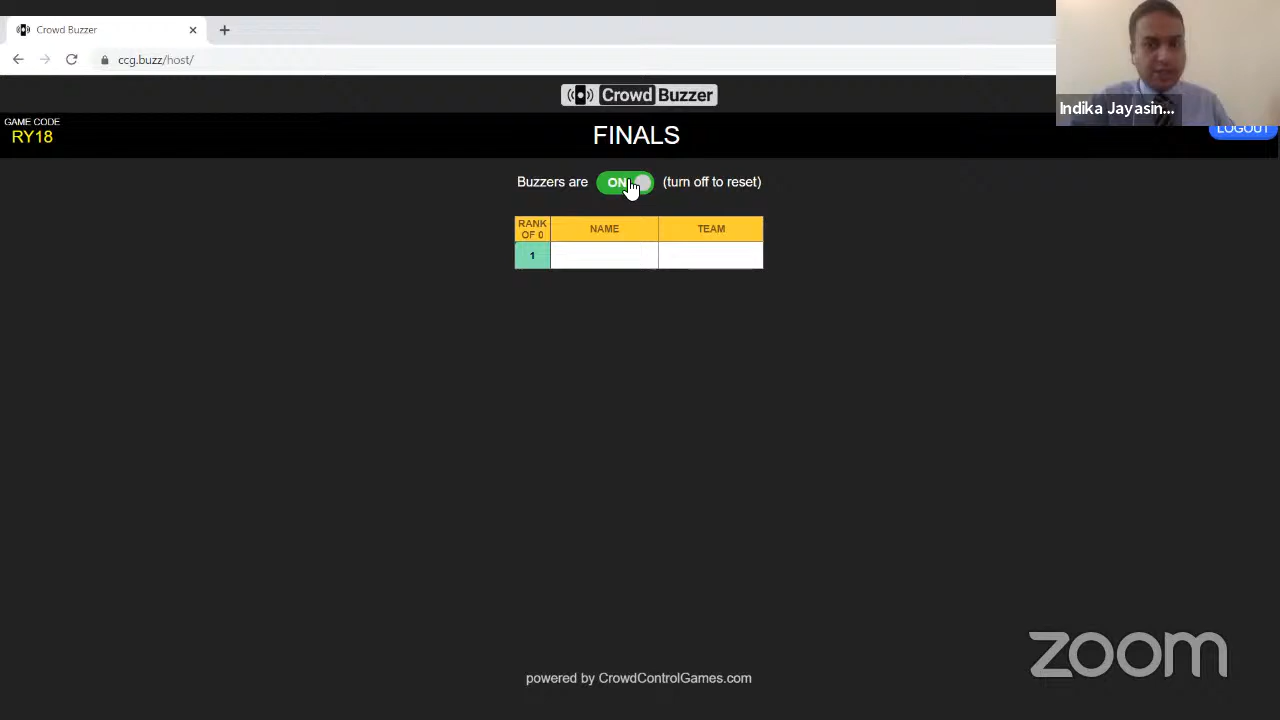 Crowd Buzzer
ccg.buzz/host/
Crowd Buzzer
GAME CODE
RY18
FINALS
Indika Jayasin...
LOGOUT
Buzzers are ON (turn off to reset)
RANK OF 0 NAME TEAM
1
zoom
powered by CrowdControlGames.com